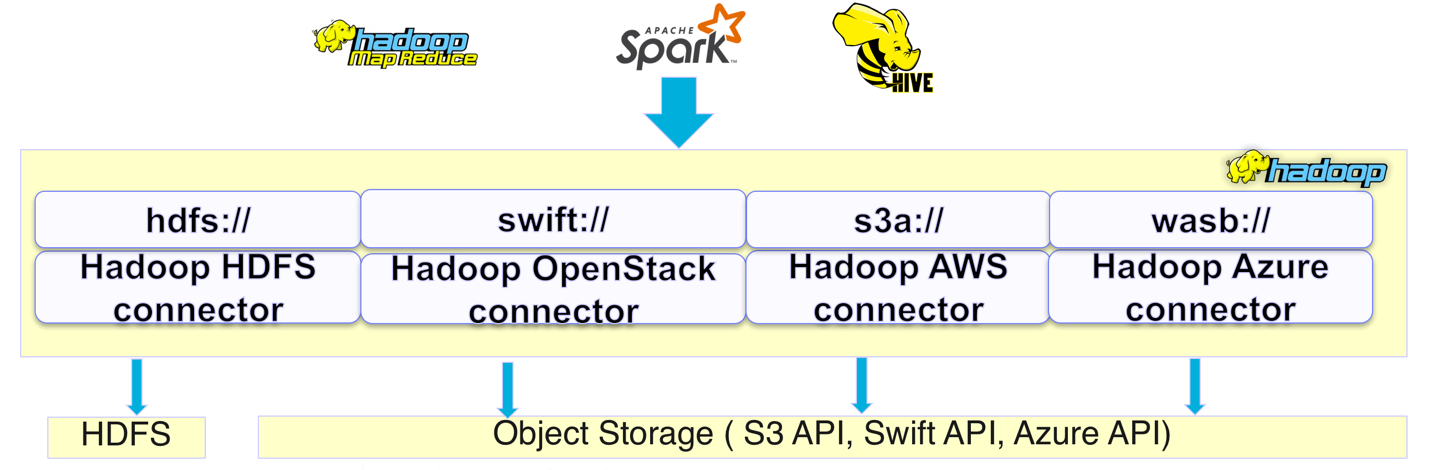 hadoop
Map Reduce
APACHE
Spark™
HIVE
hadoop
hdfs:// swift:// s3a:// wasb://
Hadoop HDFS Hadoop OpenStack Hadoop AWS Hadoop Azure
connector connector connector connector
HDFS Object Storage ( S3 API, Swift API, Azure API)